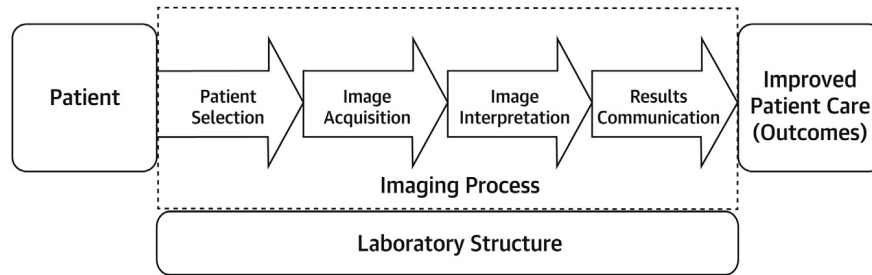 Patient
Patient
Selection
Image
Acquisition
Image
Interpretation
Results
Communication
Improved
Patient Care
(Outcomes)
Imaging Process
Laboratory Structure